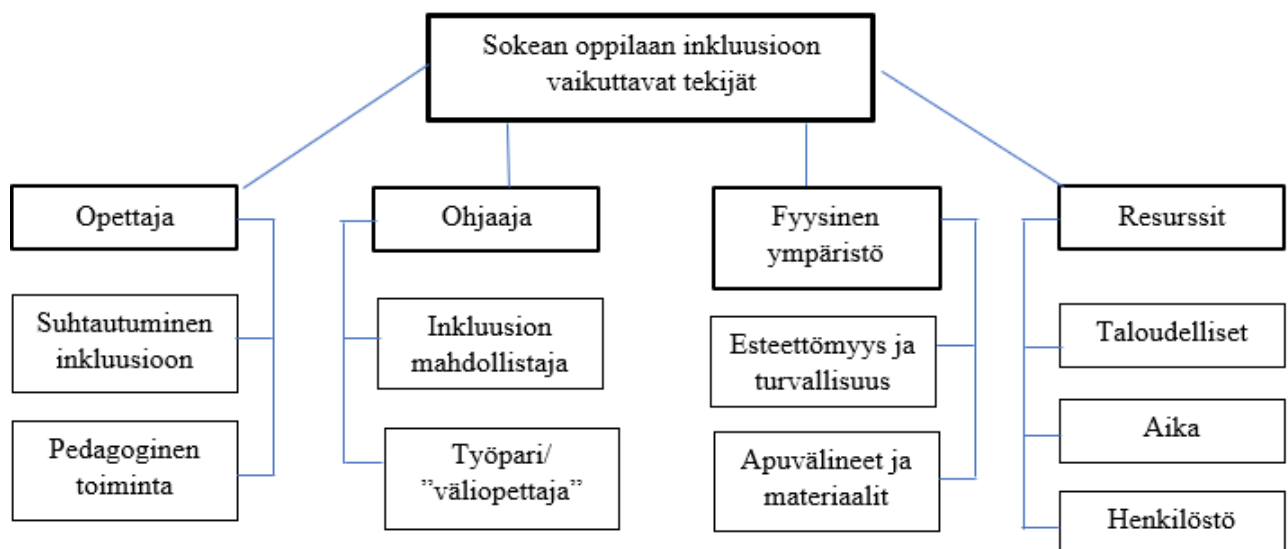 Sokean oppilaan inkluusioon
vaikuttavat tekijät
Opettaja
Ohjaaja
Fyysinen
ympäristö
Resurssit
Suhtautuminen
inkluusioon
Inkluusion
mahdollistaja
Esteettömyys ja
turvallisuus
Taloudelliset
Pedagoginen
toiminta
Työpari/
”väliopettaja”
Apuvälineet ja
materiaalit
Aika
Henkilöstö